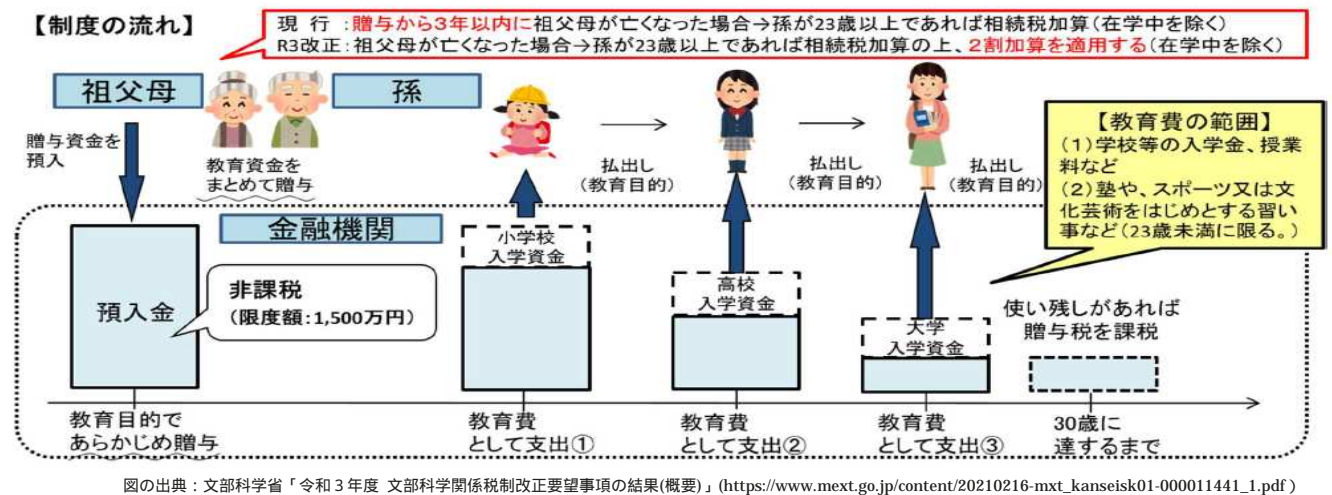 【制度の流れ】
現 行 :贈与から3年以内に祖父母が亡くなった場合→孫が23歳以上であれば相続税加算(在学中を除く)
R3改正:祖父母が亡くなった場合→孫が23歳以上であれば相続税加算の上、2割加算を適用する(在学中を除く)
祖父母
孫
贈与資金を
預入
教育資金を
まとめて贈与
払出し
(教育目的)
払出し
(教育目的)
払出し
(教育目的)
【教育費の範囲】
(1)学校等の入学金、授業
料など
(2)塾や、スポーツ又は文
化芸術をはじめとする習い
事など(23歳未満に限る。)
金融機関
預入金
非課税
(限度額:1,500万円)
小学校
入学資金
高校
入学資金
大学
入学資金
使い残しがあれば
贈与税を課税
教育目的で
あらかじめ贈与
教育費
として支出①
教育費
として支出②
教育費
として支出③
30歳に
達するまで
図の出典:文部科学省「令和3年度 文部科学関係税制改正要望事項の結果(概要)」(https://www.mext.go.jp/content/20210216-mxt_kanseisk01-000011441_1.pdf )